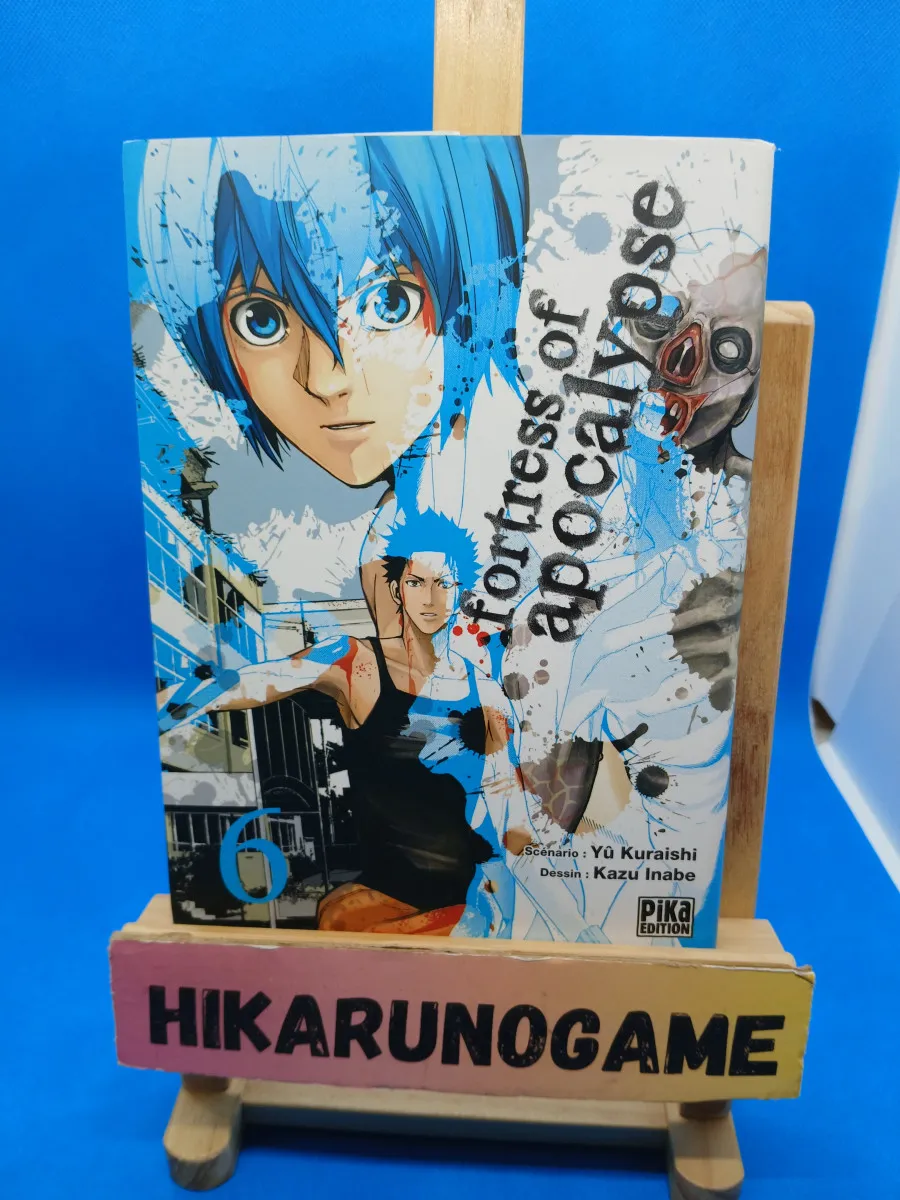 fortress of
apocalypse
6
Scénario : Yû Kuraishi
Dessin : Kazu Inabe
PiKa
EDITION
HIKARUNOGAME